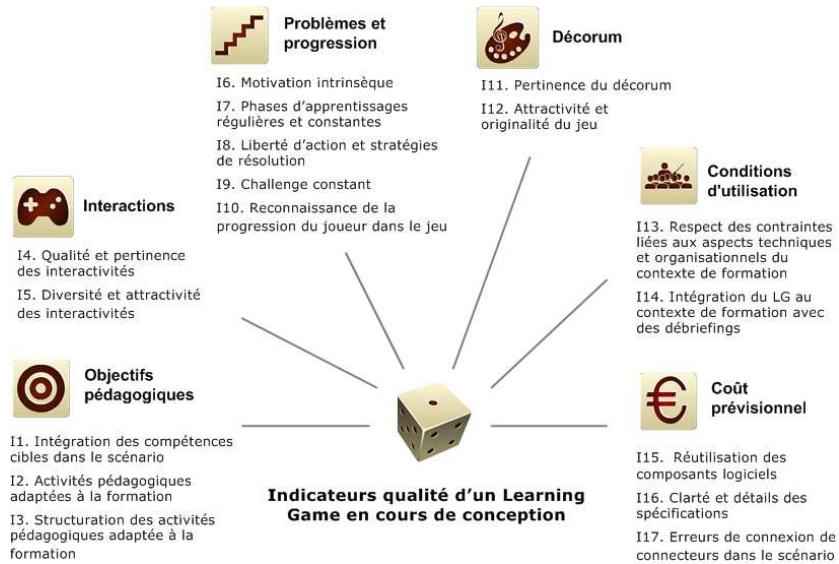 Problèmes et
progression
I6. Motivation intrinsèque
I7. Phases d'apprentissages
régulières et constantes
I8. Liberté d'action et stratégies
de résolution
I9. Challenge constant
I10. Reconnaissance de la
progression du joueur dans le jeu
Décorum
I11. Pertinence du décorum
I12. Attractivité et
originalité du jeu
Interactions
I4. Qualité et pertinence
des interactivités
I5. Diversité et attractivité
des interactivités
Conditions
d'utilisation
I13. Respect des contraintes
liées aux aspects techniques
et organisationnels du
contexte de formation
I14. Intégration du LG au
contexte de formation avec
des débriefings
Objectifs
pédagogiques
I1. Intégration des compétences
cibles dans le scénario
I2. Activités pédagogiques
adaptées à la formation
I3. Structuration des activités
pédagogiques adaptée à la
formation
€
Coût
prévisionnel
I15. Réutilisation des
composants logiciels
I16. Clarté et détails des
spécifications
I17. Erreurs de connexion de
connecteurs dans le scénario
Indicateurs qualité d'un Learning
Game en cours de conception